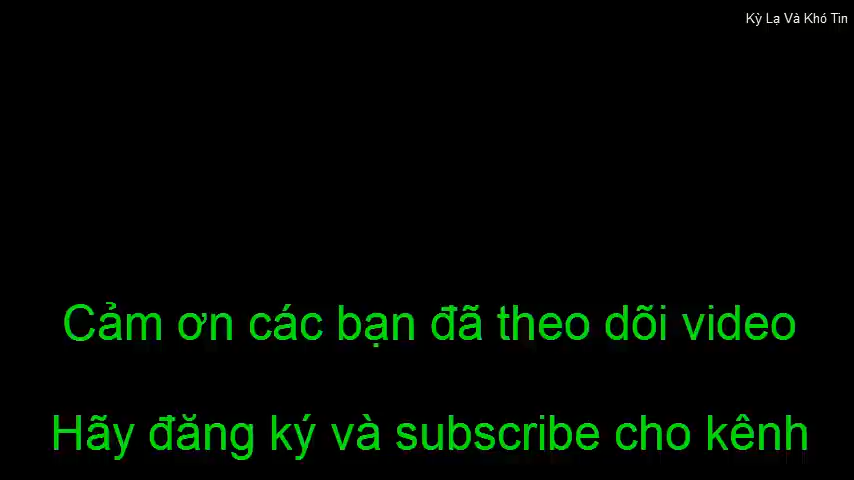 Kỳ Lạ Và Khó Tin
Cảm ơn các bạn đã theo dõi video
Hãy đăng ký và subscribe cho kênh